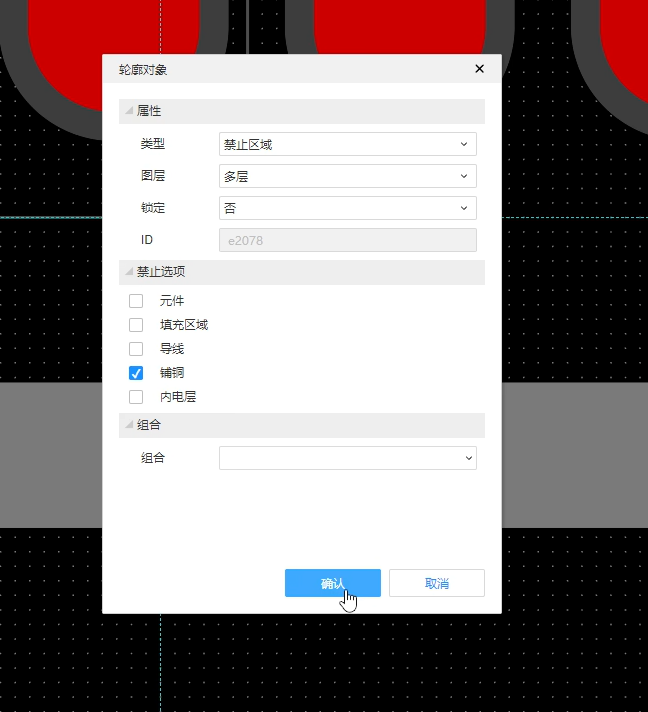 轮廓对象
属性
类型 禁止区域
图层 多层
锁定 否
ID e2078
禁止选项
元件
填充区域
导线
铺铜
内电层
组合
组合
确认 取消